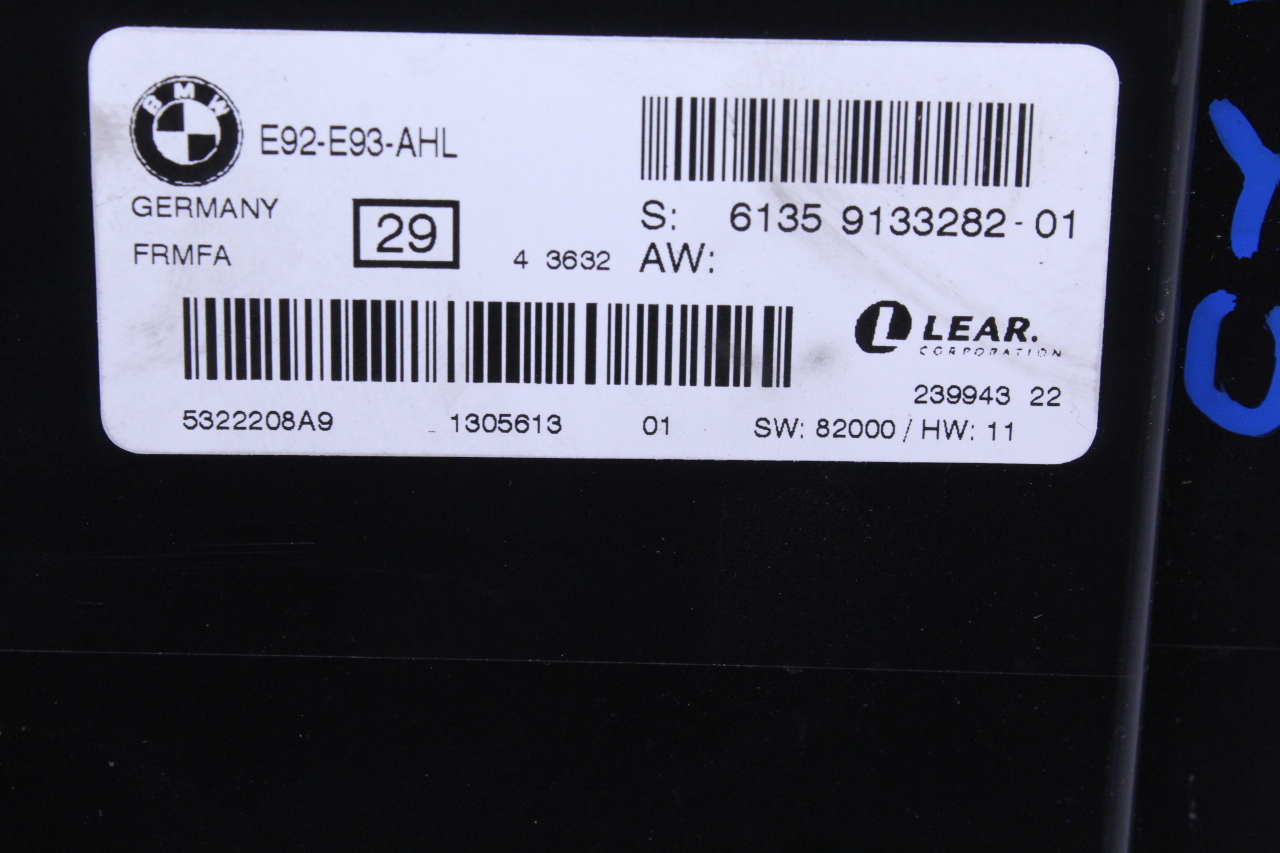 BMW
E92-E93-AHL
GERMANY
FRMFA
29
4 3632
S: 6135 9133282-01
AW:
L LEAR.
CORPORATION
239943 22
5322208A9 1305613 01 SW: 82000 / HW: 11
Y